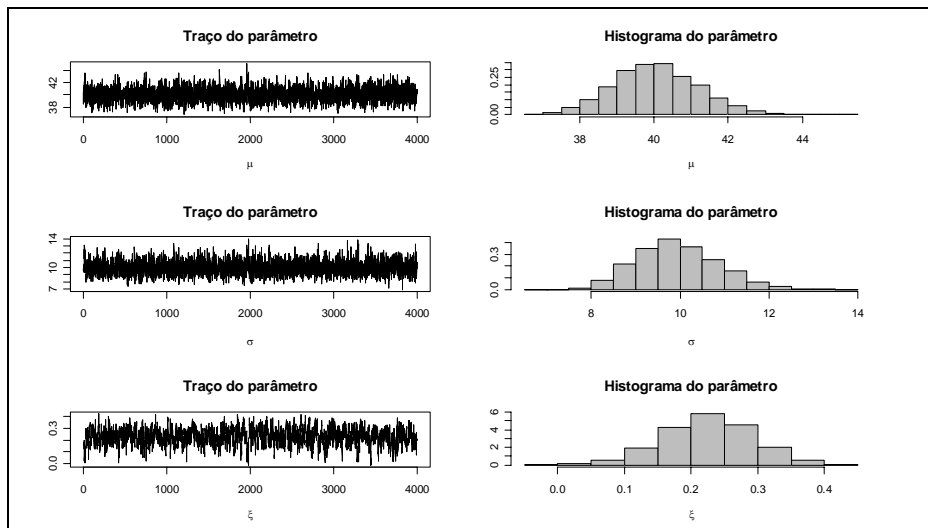 Traço do parâmetro
38 42
0 1000 2000 3000 4000
μ
Histograma do parâmetro
0.00 0.25
38 40 42 44
μ
Traço do parâmetro
7 10 14
0 1000 2000 3000 4000
σ
Histograma do parâmetro
0.0 0.3
8 10 12 14
σ
Traço do parâmetro
0.0 0.3
0 1000 2000 3000 4000
ξ
Histograma do parâmetro
0 2 4 6
0.0 0.1 0.2 0.3 0.4
ξ